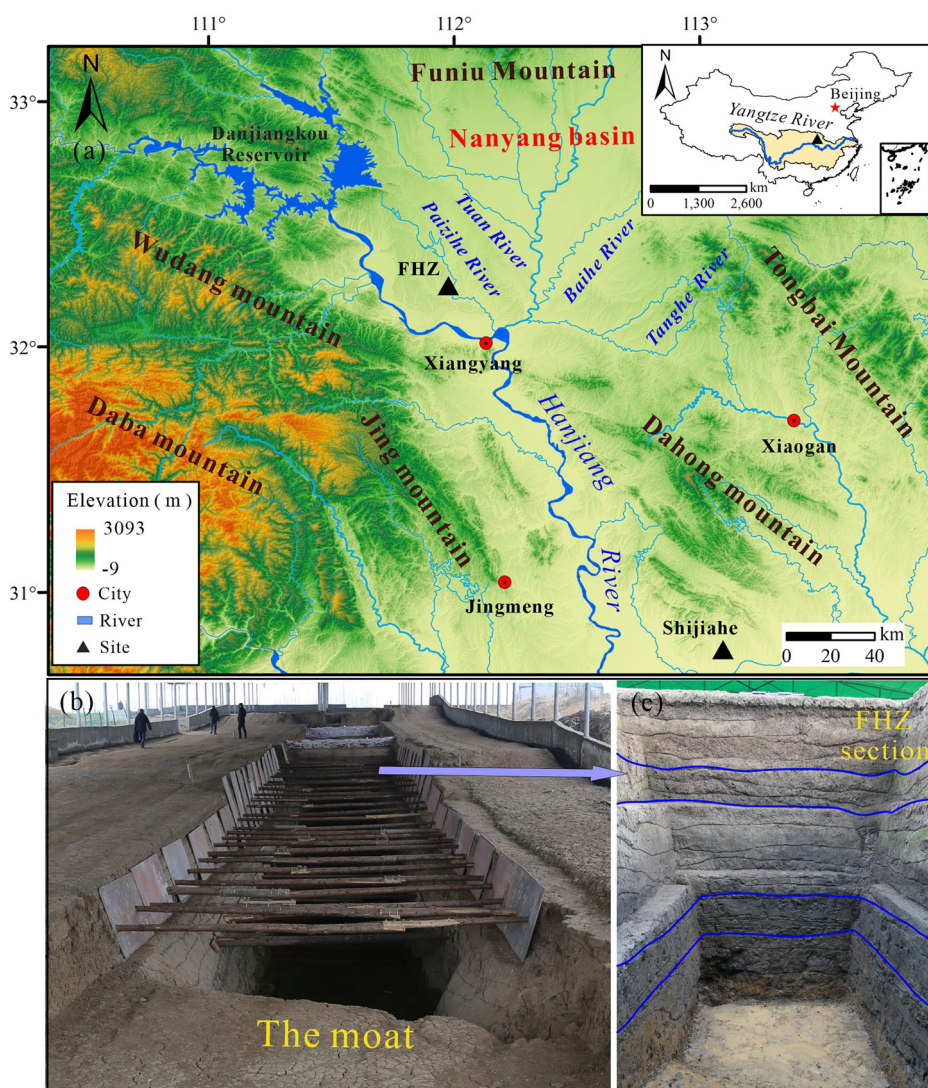 111°
112°
113°
33°
32°
31°
N
(a)
Funiu Mountain
Nanyang basin
Danjiangkou
Reservoir
Tuan River
Paizihe River
Baihe River
Tanghe River
FHZ
Wudang mountain
Tongbai Mountain
Xiangyang
Daba mountain
Jing mountain
Hanjiang
River
Dahong mountain
Xiaogan
Jingmeng
Shijiahe
N
Beijing
Yangtze River
km
0 1,300 2,600
Elevation ( m )
3093
-9
City
River
Site
km
0 20 40
(b)
The moat
(c)
FHZ
section